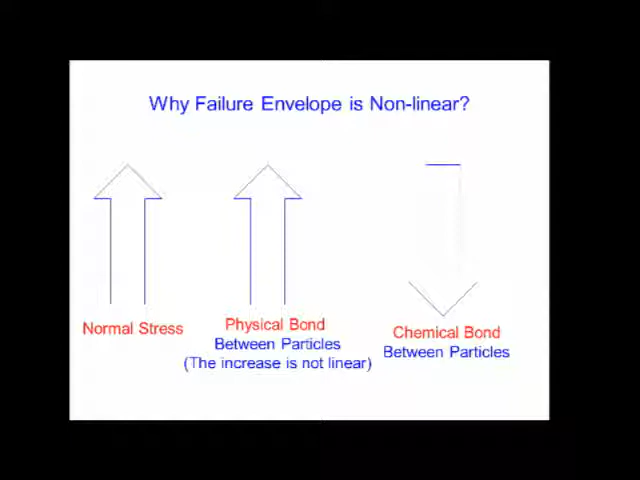 Why Failure Envelope is Non-linear?
Normal Stress
Physical Bond
Between Particles
(The increase is not linear)
Chemical Bond
Between Particles